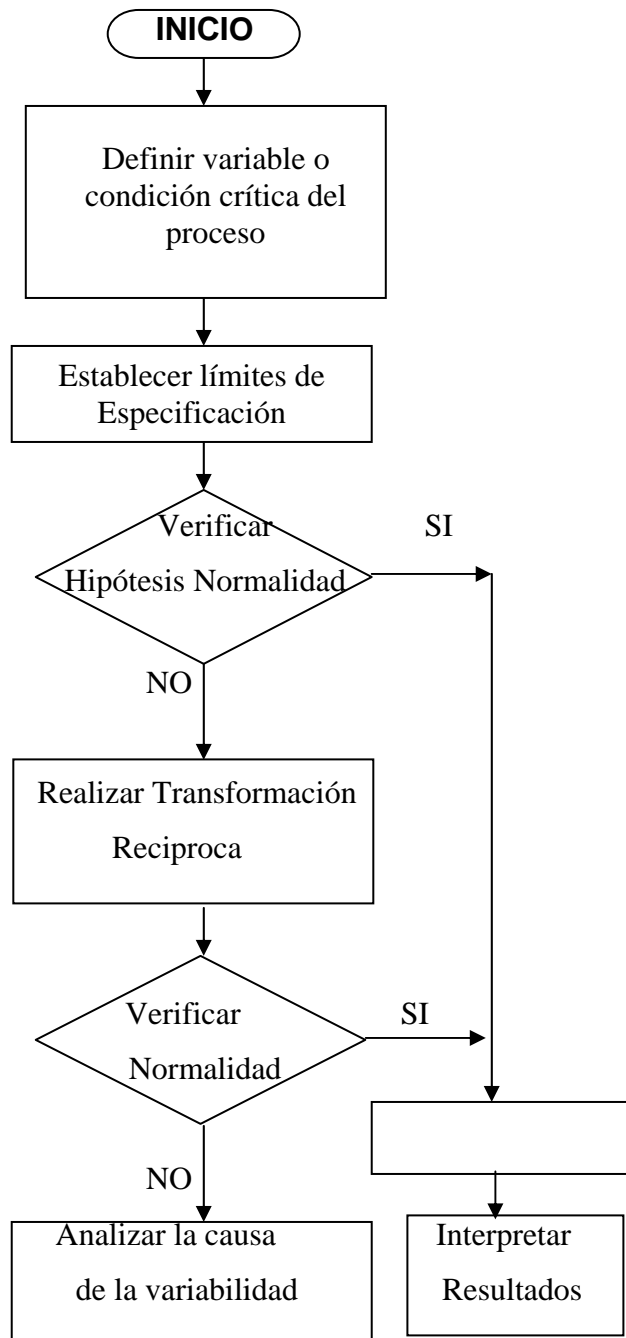 INICIO
Definir variable o
condición crítica del
proceso
Establecer límites de
Especificación
Verificar
Hipótesis Normalidad
SI
NO
Realizar Transformación
Reciproca
Verificar
Normalidad
SI
NO
Analizar la causa
de la variabilidad
Interpretar
Resultados